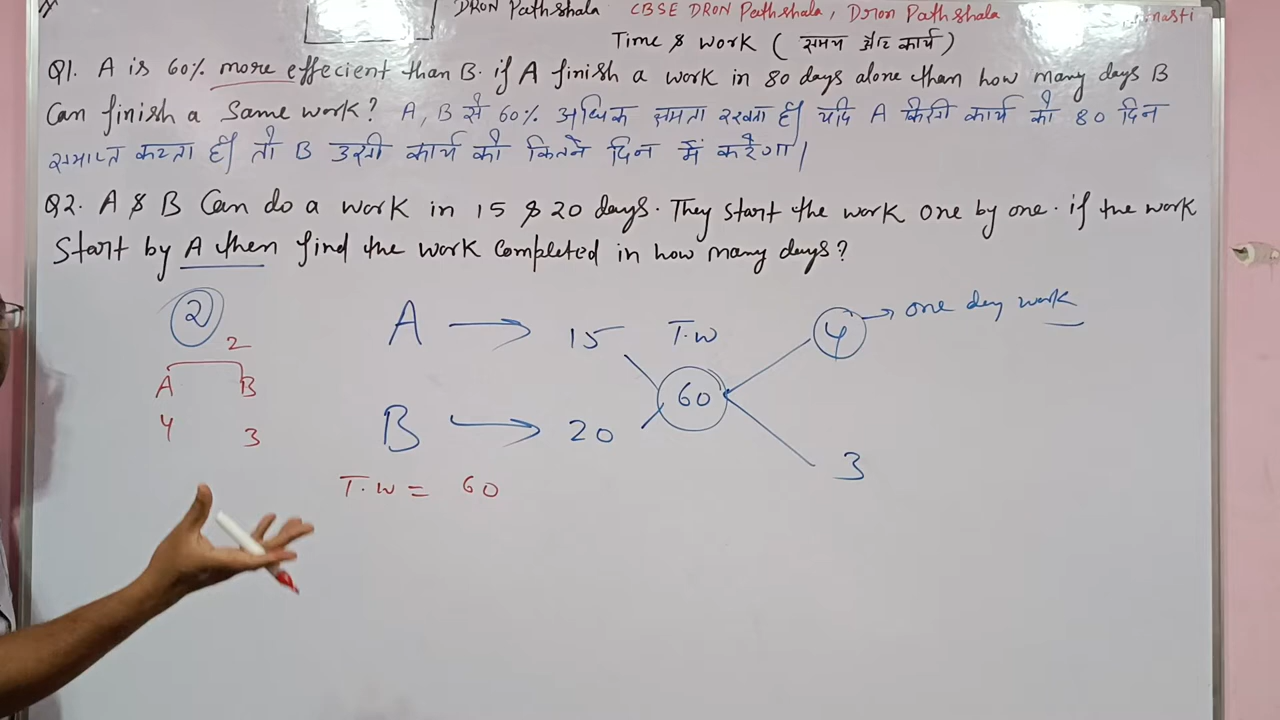 DRON Pathshala CBSE DRON Pathshala, Dron Pathshala
Time & Work ( समय और कार्य )
Q1. A is 60% more effecient than B. if A finish a work in 80 days alone than how many days B
Can finish a Same work? A, B से 60% अधिक क्षमता रखता है। यदि A किसी कार्य को 80 दिन
समाप्त करता है। तो B उसी कार्य को कितने दिन में करेगा।
Q2. A & B Can do a work in 15 & 20 days. They start the work one by one. if the work
Start by A then find the work completed in how many days?
2
A → 15 T.W 4 → one day work
2
A B
60
B → 20
4 3
3
T.W = 60